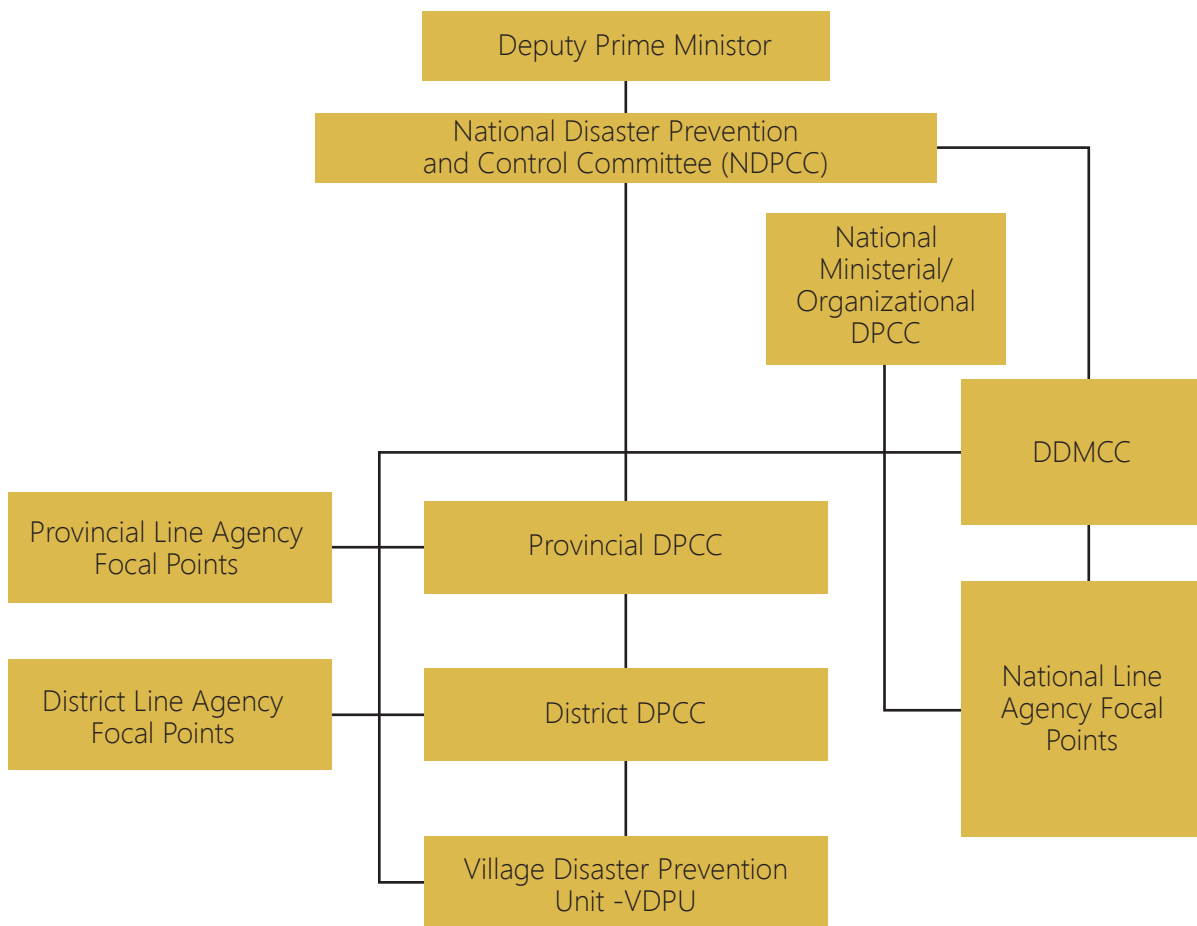 Deputy Prime Ministor
National Disaster Prevention
and Control Committee (NDPCC)
National
Ministerial/
Organizational
DPCC
DDMCC
Provincial Line Agency
Focal Points
Provincial DPCC
National Line
Agency Focal
Points
District Line Agency
Focal Points
District DPCC
Village Disaster Prevention
Unit -VDPU